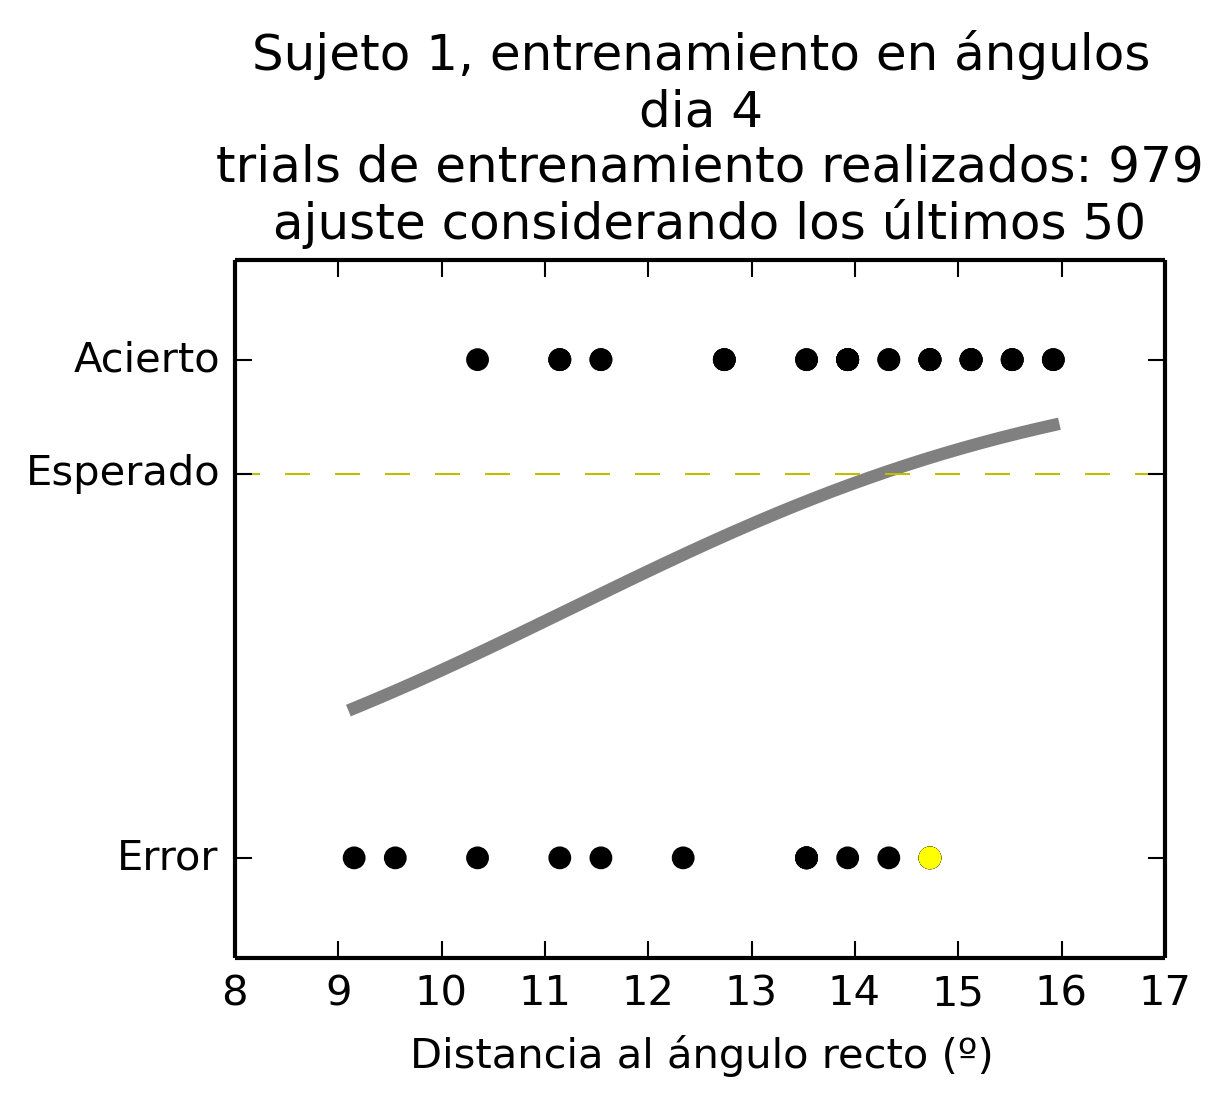 Sujeto 1, entrenamiento en ángulos
dia 4
trials de entrenamiento realizados: 979
ajuste considerando los últimos 50
Acierto
Esperado
Error
8 9 10 11 12 13 14 15 16 17
Distancia al ángulo recto (º)